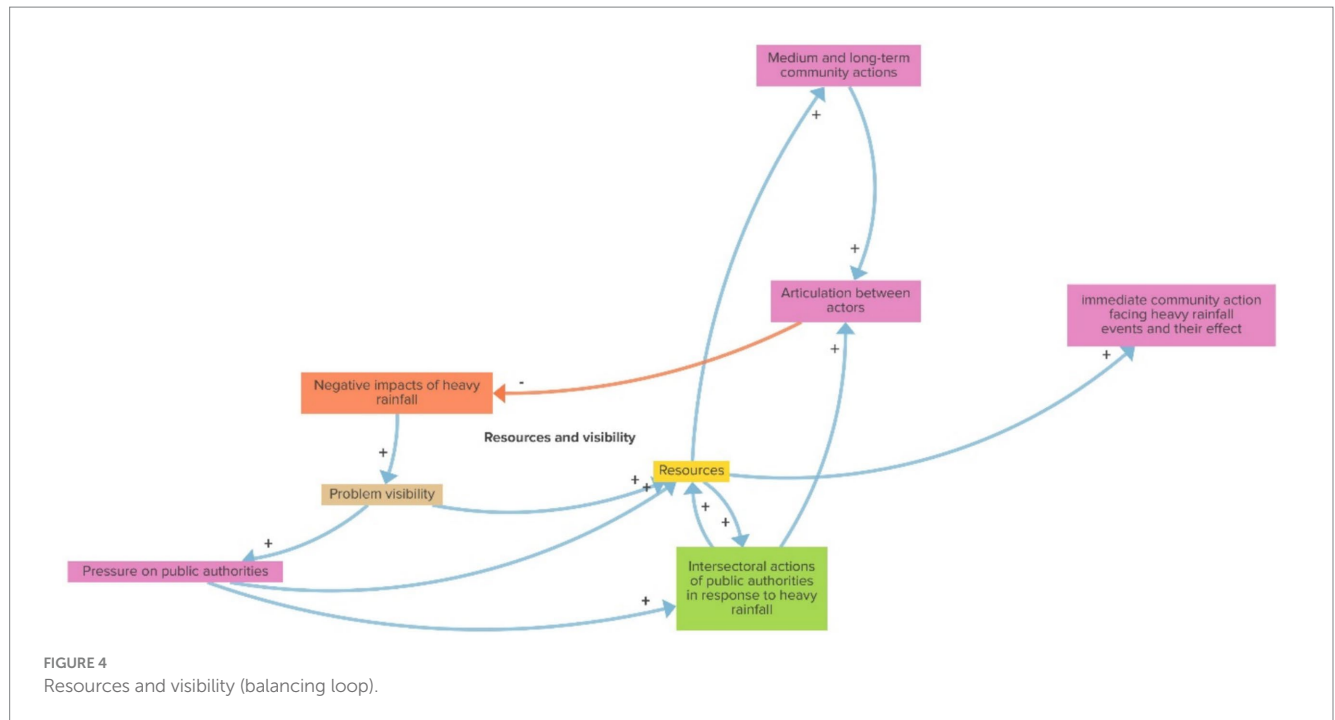 Medium and long-term
community actions
+
+
Articulation between
actors
immediate community action
facing heavy rainfall
events and their effect
+
+
-
Negative impacts of heavy
rainfall
+
Resources and visibility
Resources
Problem visibility
+
+
+
+
+
Pressure on public authorities
+
Intersectoral actions
of public authorities
in response to heavy
rainfall
FIGURE 4
Resources and visibility (balancing loop).